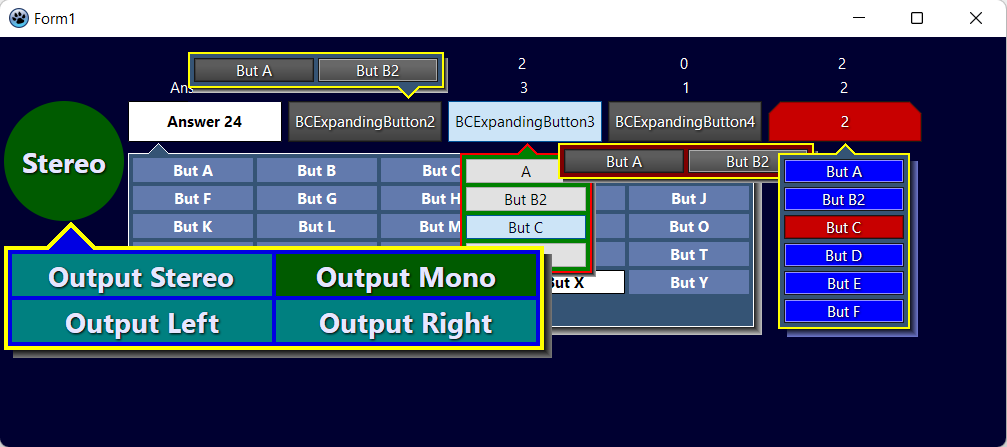 Form1
But A But B2
2 0 2
Ans 3 1 2
Answer 24 BCExpandingButton2 BCExpandingButton3 BCExpandingButton4 2
Stereo
But A But B2
But A But B But C A But A
But F But G But H But B2 But J But B2
But K But L But M But C But O But C
But T But D
But X But Y But E
But F
Output Stereo Output Mono
Output Left Output Right